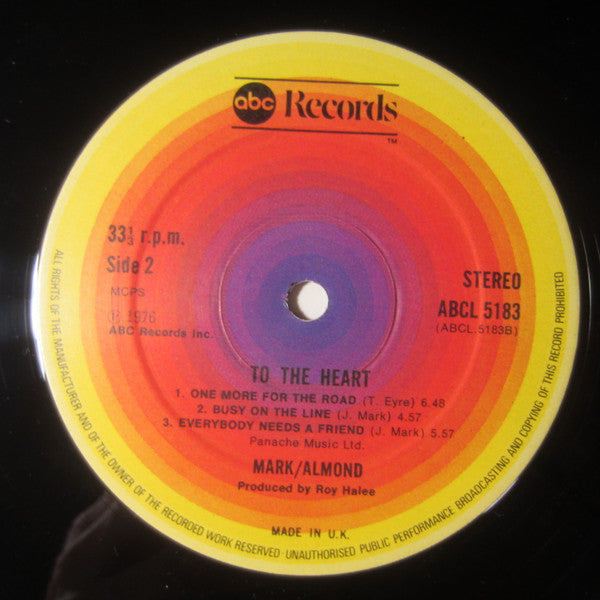 abc Records
TM
33⅓ r.p.m.
Side 2
MCPS
Ⓟ 1976
ABC Records Inc.
STEREO
ABCL 5183
(ABCL.5183B)
TO THE HEART
1. ONE MORE FOR THE ROAD (T. Eyre) 6.48
2. BUSY ON THE LINE (J. Mark) 4.57
3. EVERYBODY NEEDS A FRIEND (J. Mark) 5.57
Panache Music Ltd.
MARK/ALMOND
Produced by Roy Halee
MADE IN U.K.
ALL RIGHTS OF THE MANUFACTURER AND OF THE OWNER OF THE RECORDED WORK RESERVED · UNAUTHORISED PUBLIC PERFORMANCE BROADCASTING AND COPYING OF THIS RECORD PROHIBITED